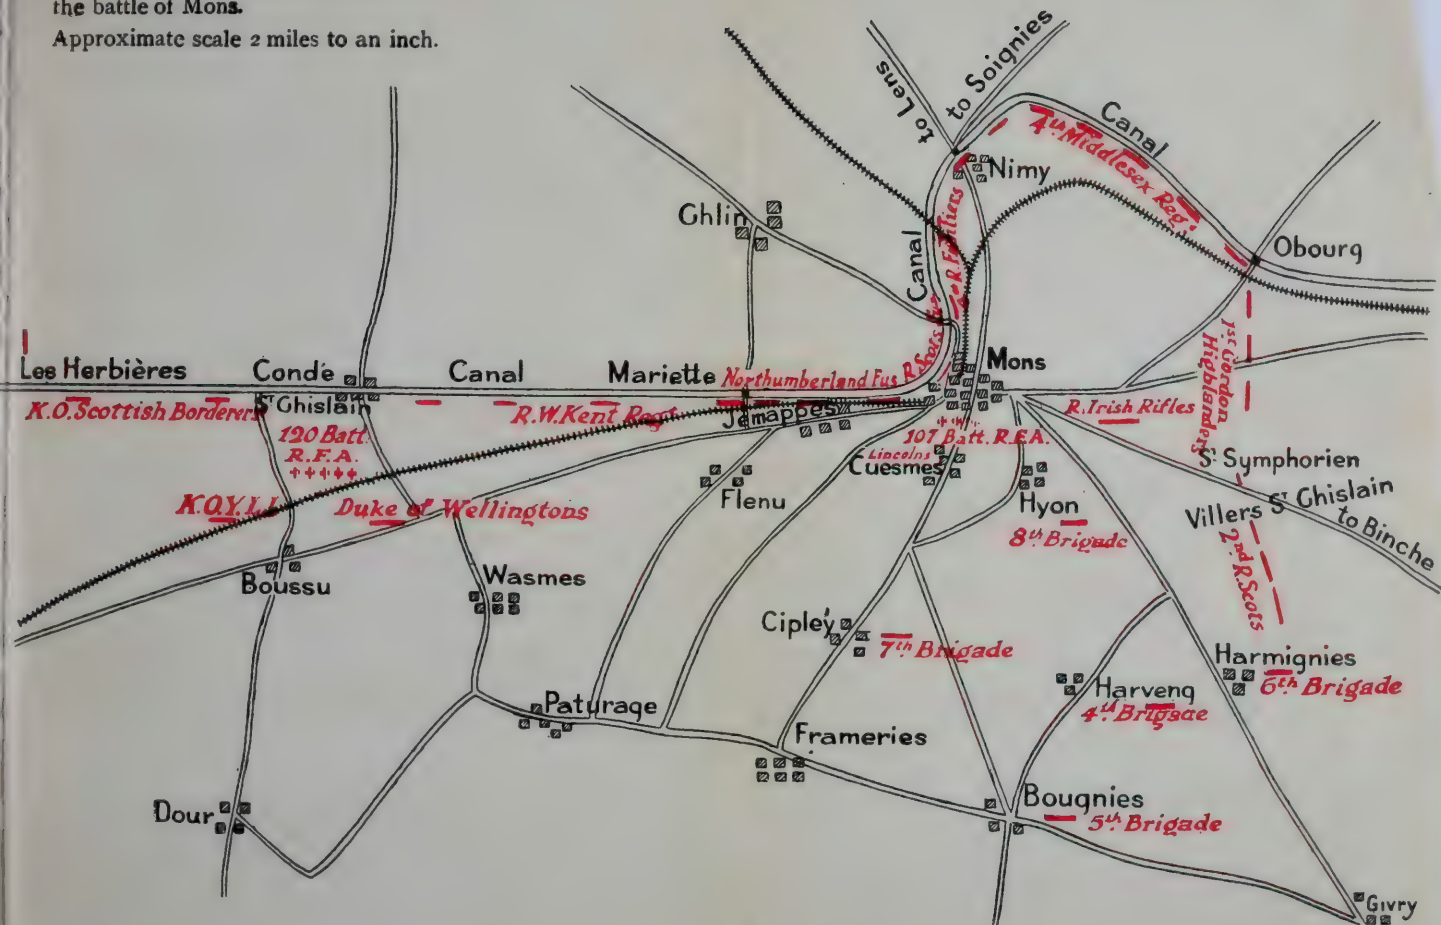 the battle of Mons.
Approximate scale 2 miles to an inch.
to Lens
to Soignies
Canal
4th Middlesex Reg.t
Nimy
Ghlin
Canal
R. Fusiliers
Obourg
Les Herbières
Condé
Canal
Mariette
Northumberland Fus
R. Scots Fus
Mons
1st Gordon
Highlanders
K.O. Scottish Borderers
St Ghislain
R.W. Kent Regt
Jemappes
R. Irish Rifles
120 Batt.
R.F.A.
107 Batt. R.F.A.
Lincolns
Cuesmes
St Symphorien
K.O.Y.L.I.
Duke of Wellingtons
Flenu
Hyon
Villers St Ghislain
to Binche
8th Brigade
2nd R. Scots
Boussu
Wasmes
Cipley
7th Brigade
Harmignies
6th Brigade
Harveng
4th Brigade
Paturage
Frameries
Dour
Bougnies
5th Brigade
Givry